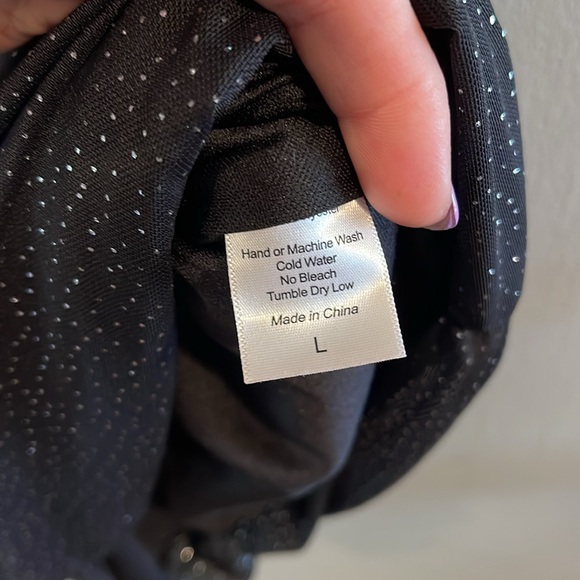 Hand or Machine Wash
Cold Water
No Bleach
Tumble Dry Low
Made in China
L